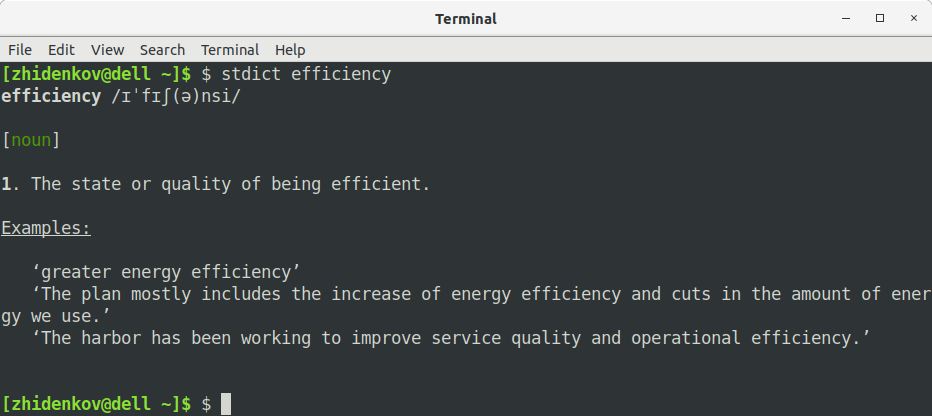 Terminal
File Edit View Search Terminal Help
[zhidenkov@dell ~]$ $ stdict efficiency
efficiency /ɪˈfɪʃ(ə)nsi/
[noun]
1. The state or quality of being efficient.
Examples:
‘greater energy efficiency’
‘The plan mostly includes the increase of energy efficiency and cuts in the amount of ener
gy we use.’
‘The harbor has been working to improve service quality and operational efficiency.’
[zhidenkov@dell ~]$ $